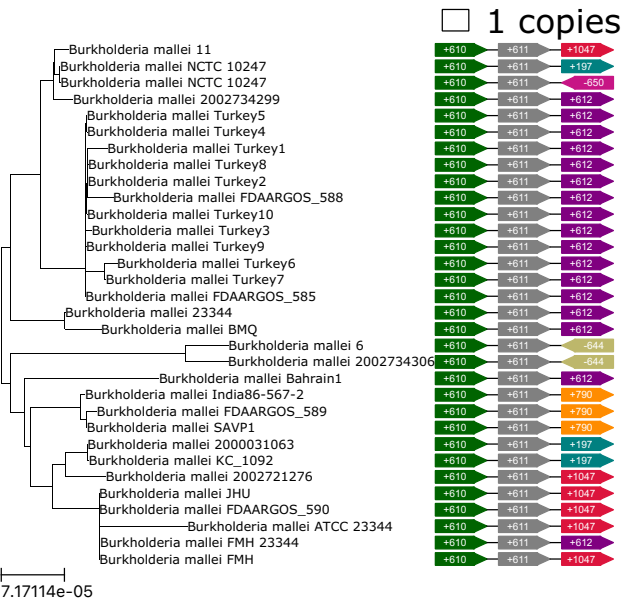 1 copies
Burkholderia mallei 11 +610 +611 +1047
Burkholderia mallei NCTC 10247 +610 +611 +197
Burkholderia mallei NCTC 10247 +610 +611 -650
Burkholderia mallei 2002734299 +610 +611 +612
Burkholderia mallei Turkey5 +610 +611 +612
Burkholderia mallei Turkey4 +610 +611 +612
Burkholderia mallei Turkey1 +610 +611 +612
Burkholderia mallei Turkey8 +610 +611 +612
Burkholderia mallei Turkey2 +610 +611 +612
Burkholderia mallei FDAARGOS_588 +610 +611 +612
Burkholderia mallei Turkey10 +610 +611 +612
Burkholderia mallei Turkey3 +610 +611 +612
Burkholderia mallei Turkey9 +610 +611 +612
Burkholderia mallei Turkey6 +610 +611 +612
Burkholderia mallei Turkey7 +610 +611 +612
Burkholderia mallei FDAARGOS_585 +610 +611 +612
Burkholderia mallei 23344 +610 +611 +612
Burkholderia mallei BMQ +610 +611 +612
Burkholderia mallei 6 +610 +611 -644
Burkholderia mallei 2002734306 +610 +611 -644
Burkholderia mallei Bahrain1 +610 +611 +612
Burkholderia mallei India86-567-2 +610 +611 +790
Burkholderia mallei FDAARGOS_589 +610 +611 +790
Burkholderia mallei SAVP1 +610 +611 +790
Burkholderia mallei 2000031063 +610 +611 +197
Burkholderia mallei KC_1092 +610 +611 +197
Burkholderia mallei 2002721276 +610 +611 +1047
Burkholderia mallei JHU +610 +611 +1047
Burkholderia mallei FDAARGOS_590 +610 +611 +1047
Burkholderia mallei ATCC 23344 +610 +611 +1047
Burkholderia mallei FMH 23344 +610 +611 +612
Burkholderia mallei FMH +610 +611 +1047
7.17114e-05